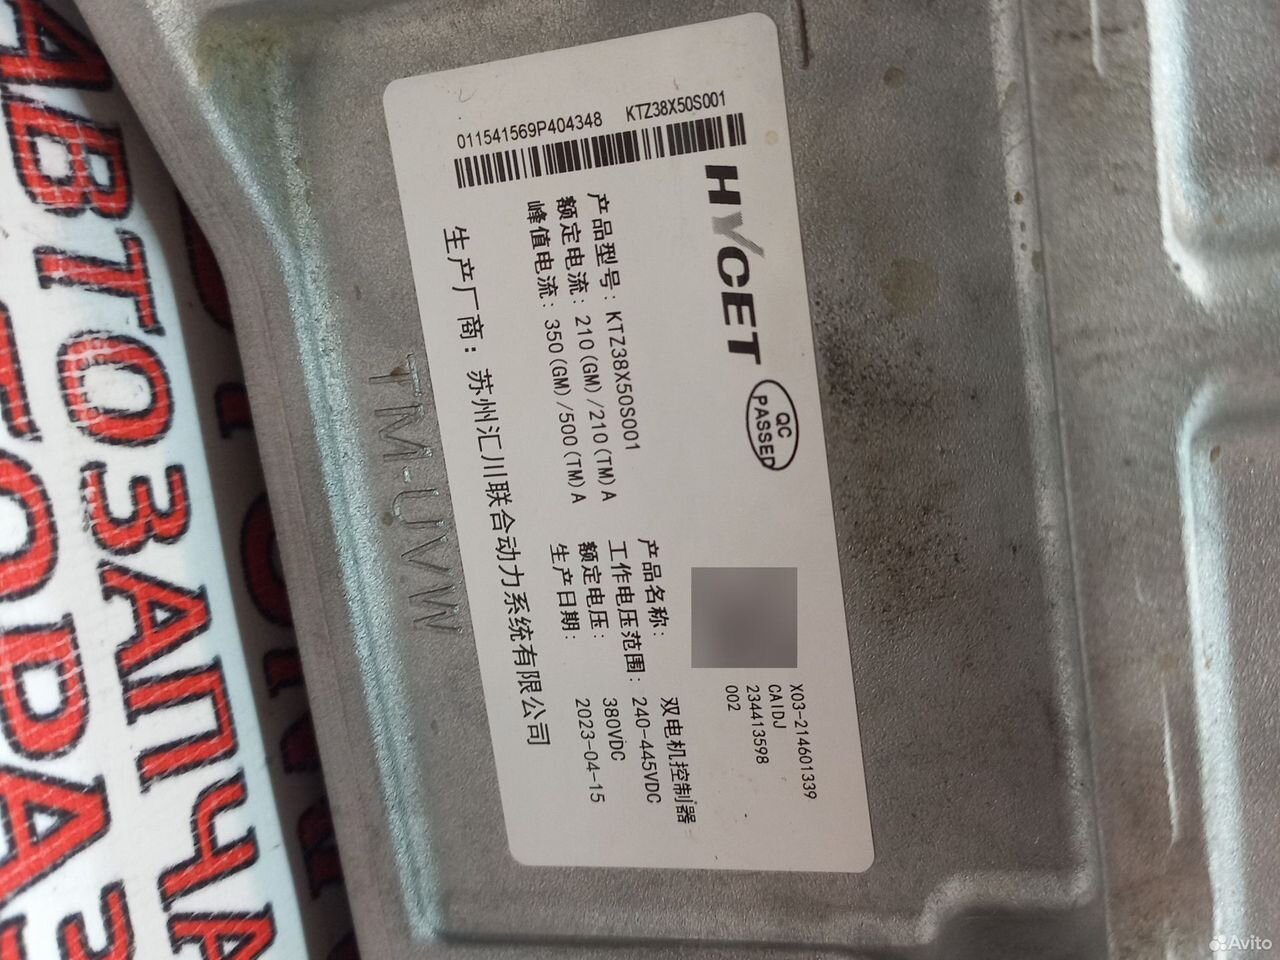 HYCET
QC
PASSED
X03-214601339
CAIDJ
234413598
002
产品型号: KTZ38X50S001
额定电流: 210(GM)/210(TM)A
峰值电流: 350(GM)/500(TM)A
产品名称: 双电机控制器
工作电压范围: 240-445VDC
额定电压: 380VDC
生产日期: 2023-04-15
生产厂商: 苏州汇川联合动力系统有限公司
011541569P404348 KTZ38X50S001
TM-UVW
АВТОЗАПЧА
Avito